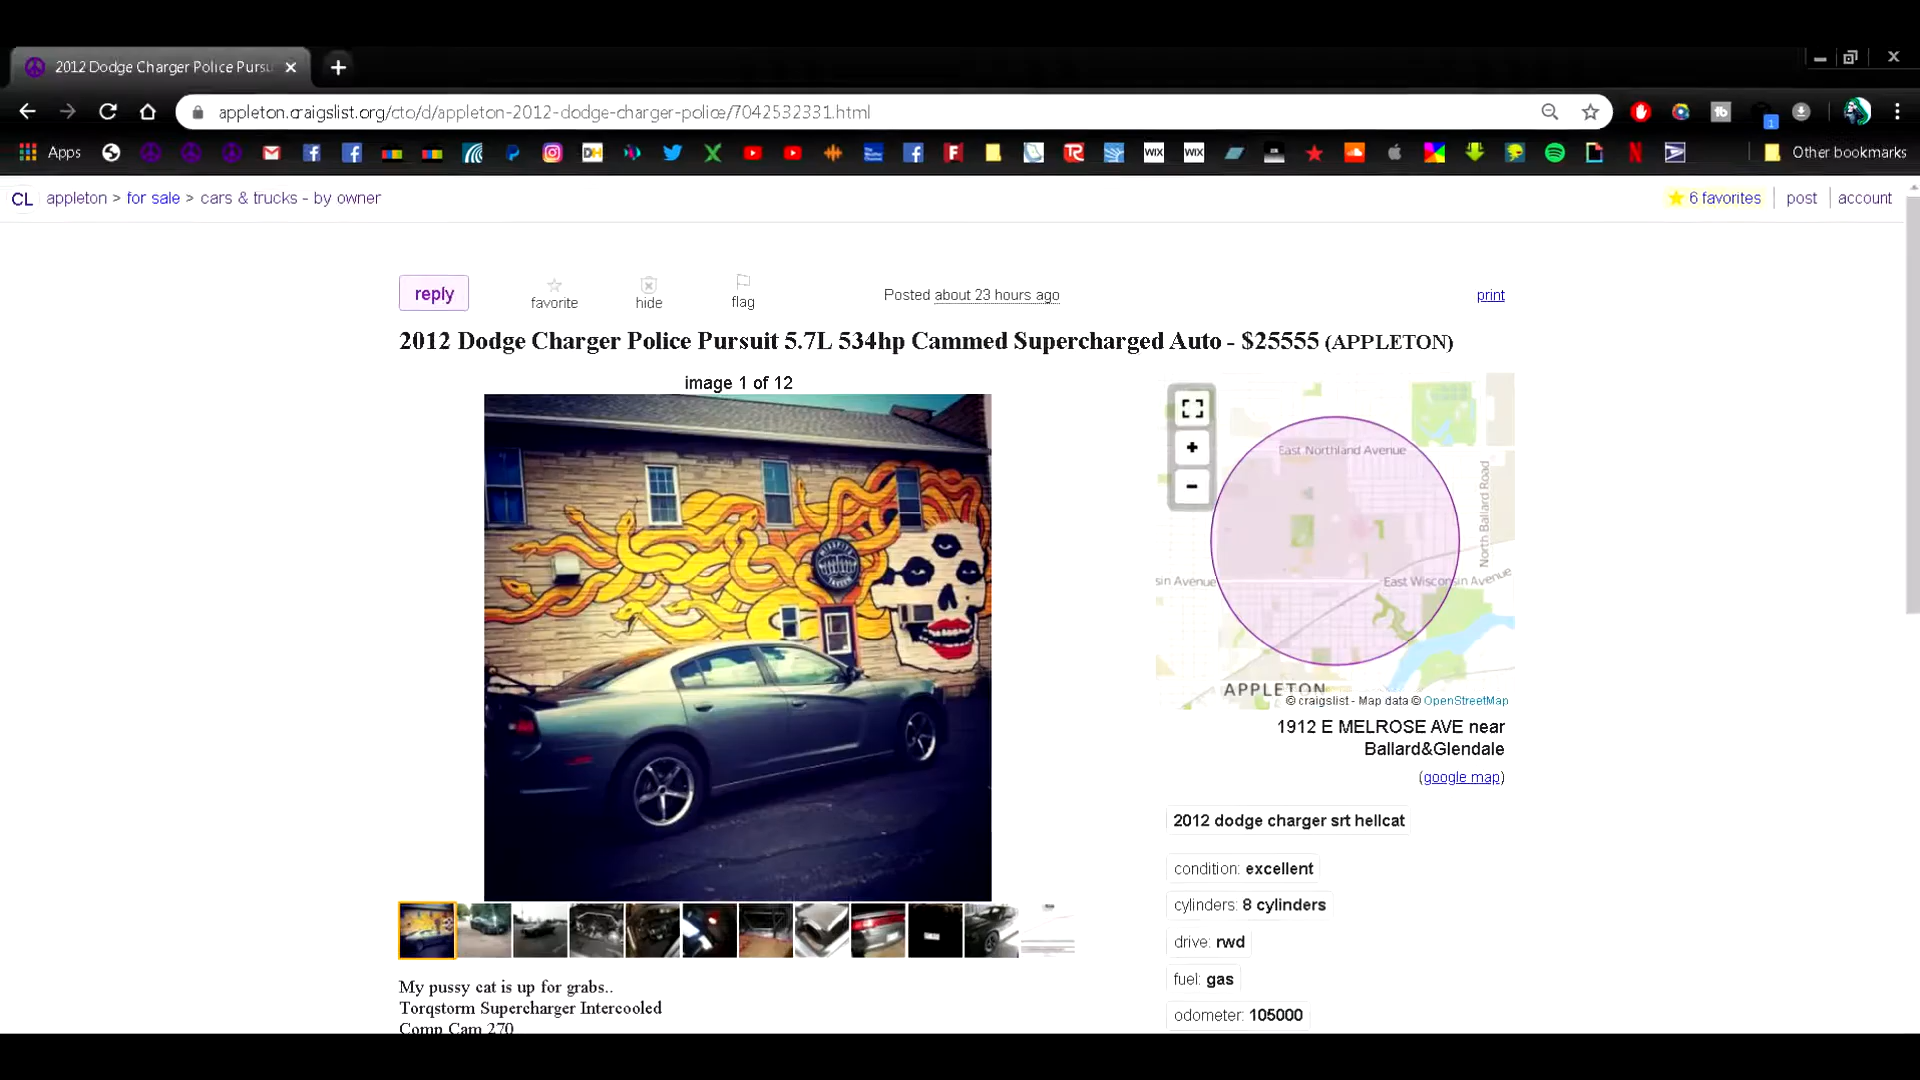 2012 Dodge Charger Police Pursu
appleton.craigslist.org/cto/d/appleton-2012-dodge-charger-police/7042532331.html
Apps
Other bookmarks
CL appleton > for sale > cars & trucks - by owner
6 favorites post account
reply
favorite
hide
flag
Posted about 23 hours ago
print
2012 Dodge Charger Police Pursuit 5.7L 534hp Cammed Supercharged Auto - $25555 (APPLETON)
image 1 of 12
East Northland Avenue
North Ballard Road
sin Avenue
East Wisconsin Avenue
APPLETON
© craigslist - Map data © OpenStreetMap
1912 E MELROSE AVE near
Ballard&Glendale
(google map)
2012 dodge charger srt hellcat
condition: excellent
cylinders: 8 cylinders
drive: rwd
fuel: gas
odometer: 105000
My pussy cat is up for grabs..
Torqstorm Supercharger Intercooled
Comp Cam 270